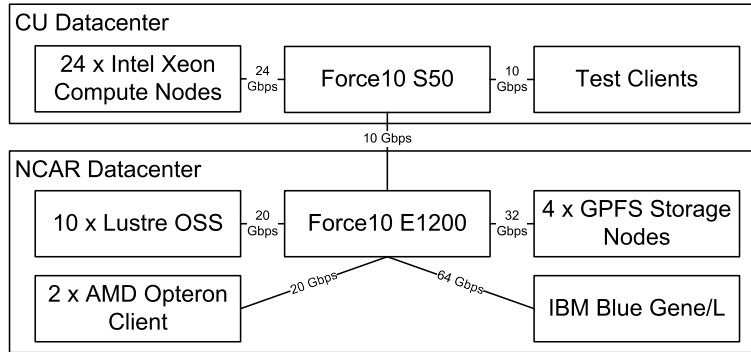 CU Datacenter
24 x Intel Xeon
Compute Nodes
24
Gbps
Force10 S50
10
Gbps
Test Clients
10 Gbps
NCAR Datacenter
10 x Lustre OSS
20
Gbps
Force10 E1200
32
Gbps
4 x GPFS Storage
Nodes
2 x AMD Opteron
Client
20 Gbps
64 Gbps
IBM Blue Gene/L